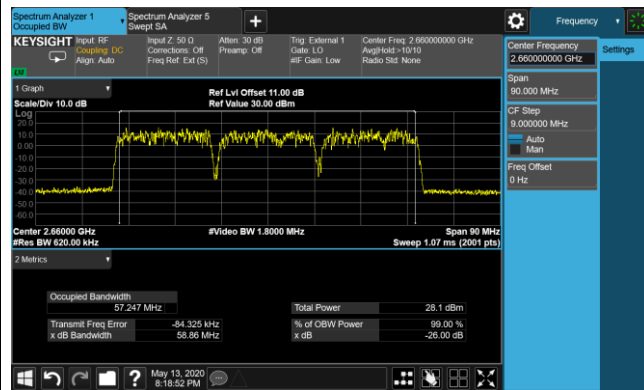 Spectrum Analyzer 1
Occupied BW
Spectrum Analyzer 5
Swept SA
Frequency
KEYSIGHT
Input: RF
Coupling: DC
Align: Auto
Input Z: 50 Ω
Corrections: Off
Freq Ref: Ext (S)
Atten: 30 dB
Preamp: Off
Trig: External 1
Gate: LO
#IF Gain: Low
Center Freq: 2.660000000 GHz
Avg|Hold:>10/10
Radio Std: None
Center Frequency
2.660000000 GHz
Settings
Span
90.000 MHz
CF Step
9.000000 MHz
Auto
Man
Freq Offset
0 Hz
1 Graph
Scale/Div 10.0 dB
Ref Lvl Offset 11.00 dB
Ref Value 30.00 dBm
Log
20.0
10.0
0.00
-10.0
-20.0
-30.0
-40.0
-50.0
-60.0
Center 2.66000 GHz
#Res BW 620.00 kHz
#Video BW 1.8000 MHz
Span 90 MHz
Sweep 1.07 ms (2001 pts)
2 Metrics
Occupied Bandwidth
57.247 MHz
Total Power 28.1 dBm
Transmit Freq Error -84.325 kHz
% of OBW Power 99.00 %
x dB Bandwidth 58.86 MHz
x dB -26.00 dB
?
May 13, 2020
8:18:52 PM